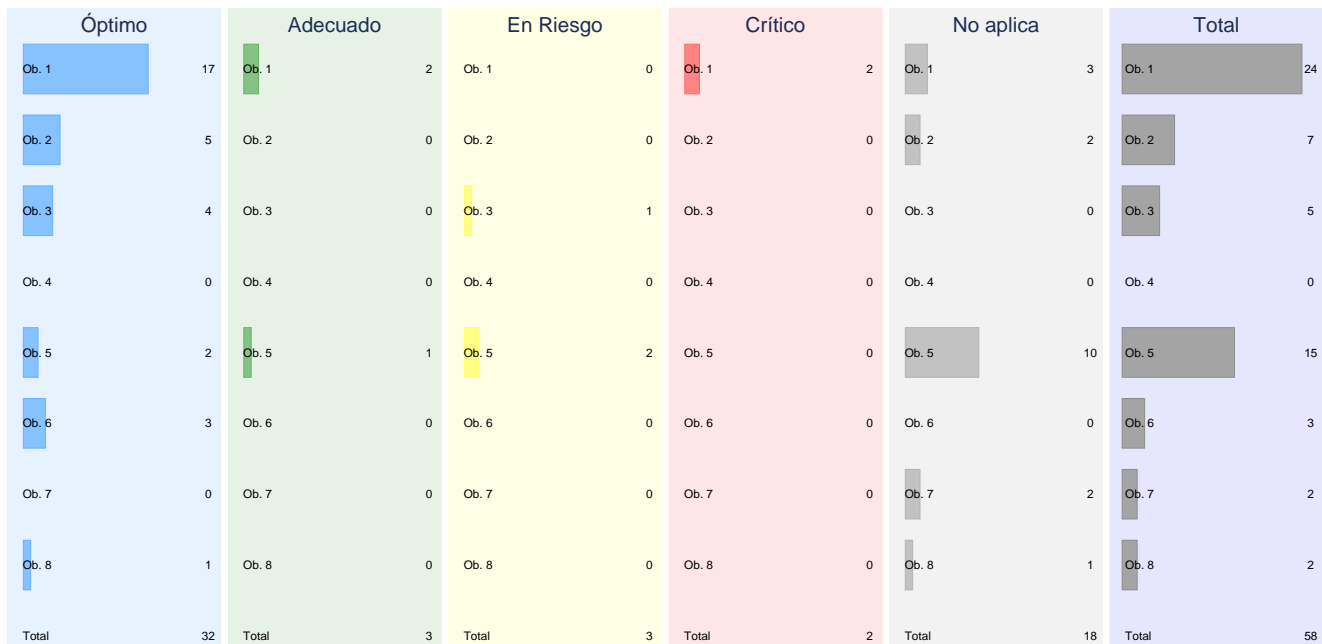 Óptimo Adecuado En Riesgo Crítico No aplica Total
Ob. 1 17 Ob. 1 2 Ob. 1 0 Ob. 1 2 Ob. 1 3 Ob. 1 24
Ob. 2 5 Ob. 2 0 Ob. 2 0 Ob. 2 0 Ob. 2 2 Ob. 2 7
Ob. 3 4 Ob. 3 0 Ob. 3 1 Ob. 3 0 Ob. 3 0 Ob. 3 5
Ob. 4 0 Ob. 4 0 Ob. 4 0 Ob. 4 0 Ob. 4 0 Ob. 4 0
Ob. 5 2 Ob. 5 1 Ob. 5 2 Ob. 5 0 Ob. 5 10 Ob. 5 15
Ob. 6 3 Ob. 6 0 Ob. 6 0 Ob. 6 0 Ob. 6 0 Ob. 6 3
Ob. 7 0 Ob. 7 0 Ob. 7 0 Ob. 7 0 Ob. 7 2 Ob. 7 2
Ob. 8 1 Ob. 8 0 Ob. 8 0 Ob. 8 0 Ob. 8 1 Ob. 8 2
Total 32 Total 3 Total 3 Total 2 Total 18 Total 58